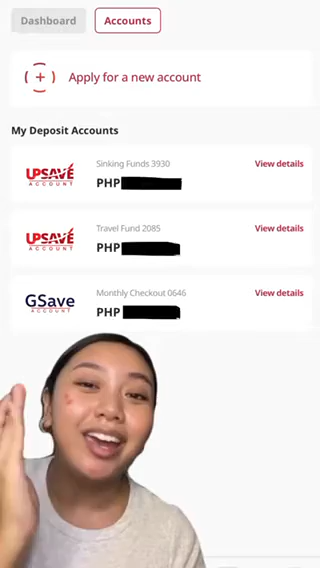 Dashboard
Accounts
Apply for a new account
My Deposit Accounts
UPSAVE
ACCOUNT
Sinking Funds 3930
View details
PHP
UPSAVE
ACCOUNT
Travel Fund 2085
View details
PHP
GSave
ACCOUNT
Monthly Checkout 0646
View details
PHP